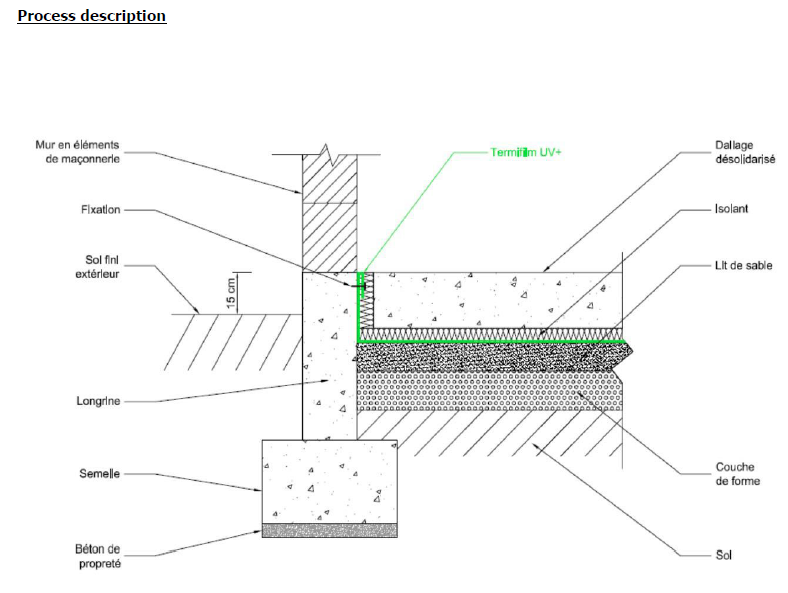 Process description
Mur en éléments
de maçonnerie
Fixation
Sol fini
extérieur
15 cm
Longrine
Semelle
Béton de
propreté
Termifilm UV+
Dallage
désolidarisé
Isolant
Lit de sable
Couche
de forme
Sol